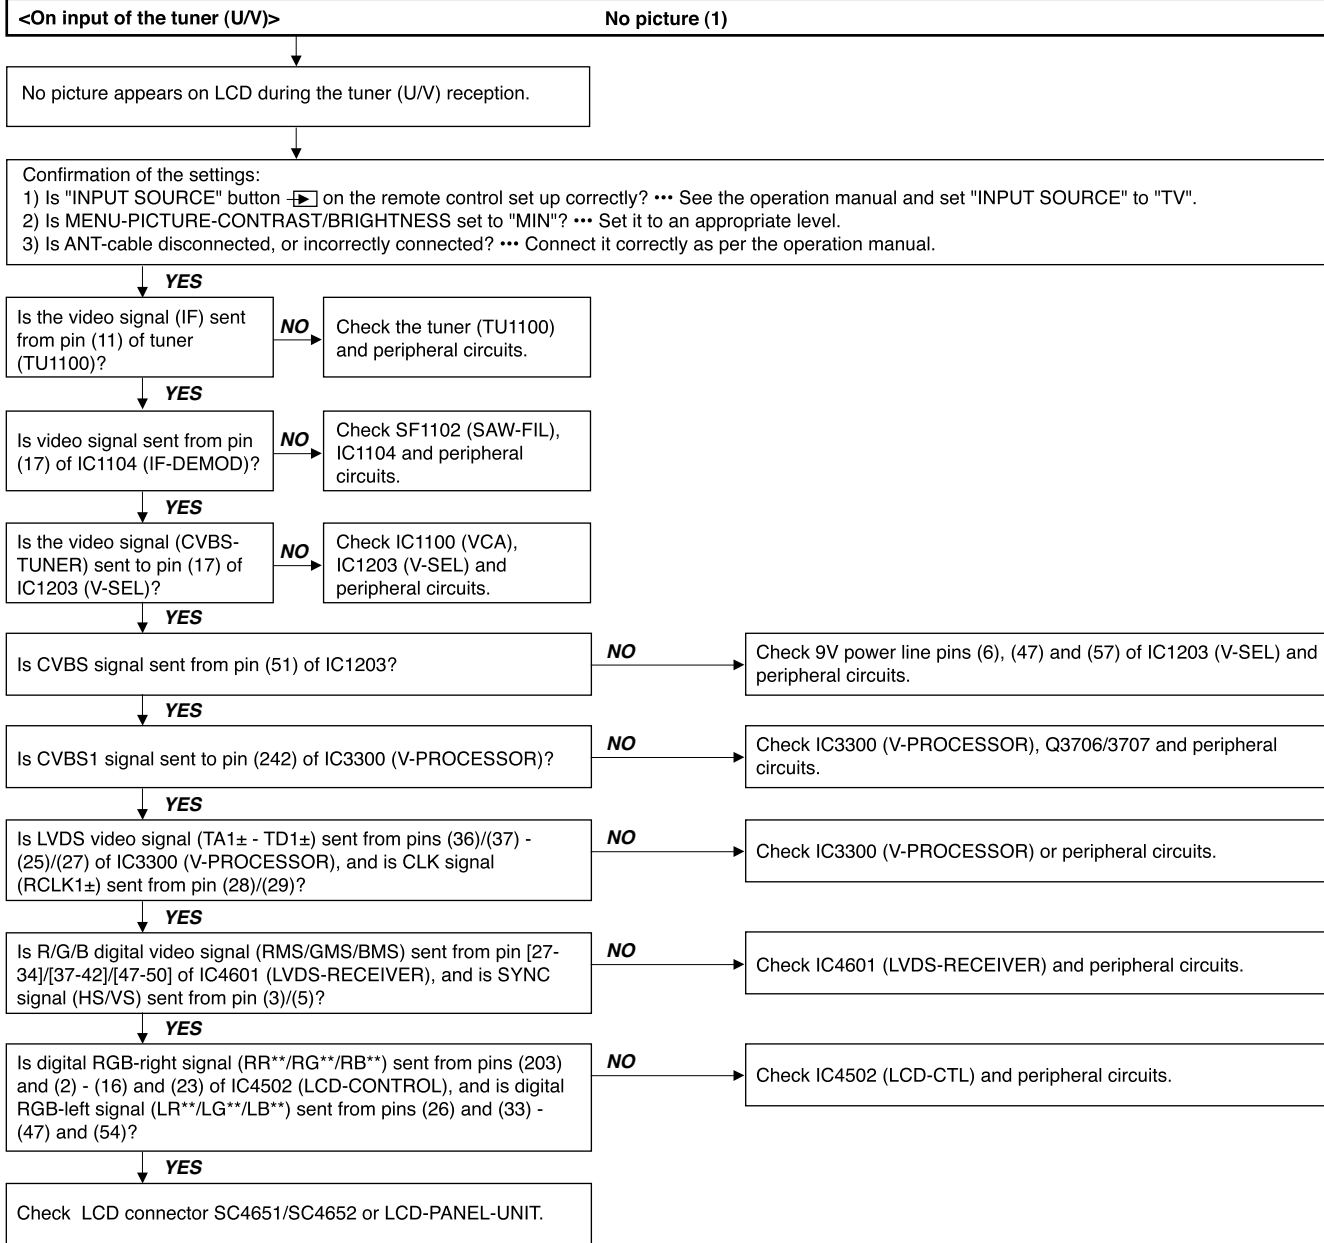 <On input of the tuner (U/V)>
No picture (1)
No picture appears on LCD during the tuner (U/V) reception.
Confirmation of the settings:
1) Is "INPUT SOURCE" button on the remote control set up correctly? ••• See the operation manual and set "INPUT SOURCE" to "TV".
2) Is MENU-PICTURE-CONTRAST/BRIGHTNESS set to "MIN"? ••• Set it to an appropriate level.
3) Is ANT-cable disconnected, or incorrectly connected? ••• Connect it correctly as per the operation manual.
YES
Is the video signal (IF) sent
from pin (11) of tuner
(TU1100)?
NO
Check the tuner (TU1100)
and peripheral circuits.
YES
Is video signal sent from pin
(17) of IC1104 (IF-DEMOD)?
NO
Check SF1102 (SAW-FIL),
IC1104 and peripheral
circuits.
YES
Is the video signal (CVBS-
TUNER) sent to pin (17) of
IC1203 (V-SEL)?
NO
Check IC1100 (VCA),
IC1203 (V-SEL) and
peripheral circuits.
YES
Is CVBS signal sent from pin (51) of IC1203?
NO
Check 9V power line pins (6), (47) and (57) of IC1203 (V-SEL) and
peripheral circuits.
YES
Is CVBS1 signal sent to pin (242) of IC3300 (V-PROCESSOR)?
NO
Check IC3300 (V-PROCESSOR), Q3706/3707 and peripheral
circuits.
YES
Is LVDS video signal (TA1± - TD1±) sent from pins (36)/(37) -
(25)/(27) of IC3300 (V-PROCESSOR), and is CLK signal
(RCLK1±) sent from pin (28)/(29)?
NO
Check IC3300 (V-PROCESSOR) or peripheral circuits.
YES
Is R/G/B digital video signal (RMS/GMS/BMS) sent from pin [27-
34]/[37-42]/[47-50] of IC4601 (LVDS-RECEIVER), and is SYNC
signal (HS/VS) sent from pin (3)/(5)?
NO
Check IC4601 (LVDS-RECEIVER) and peripheral circuits.
YES
Is digital RGB-right signal (RR**/RG**/RB**) sent from pins (203)
and (2) - (16) and (23) of IC4502 (LCD-CONTROL), and is digital
RGB-left signal (LR**/LG**/LB**) sent from pins (26) and (33) -
(47) and (54)?
NO
Check IC4502 (LCD-CTL) and peripheral circuits.
YES
Check LCD connector SC4651/SC4652 or LCD-PANEL-UNIT.